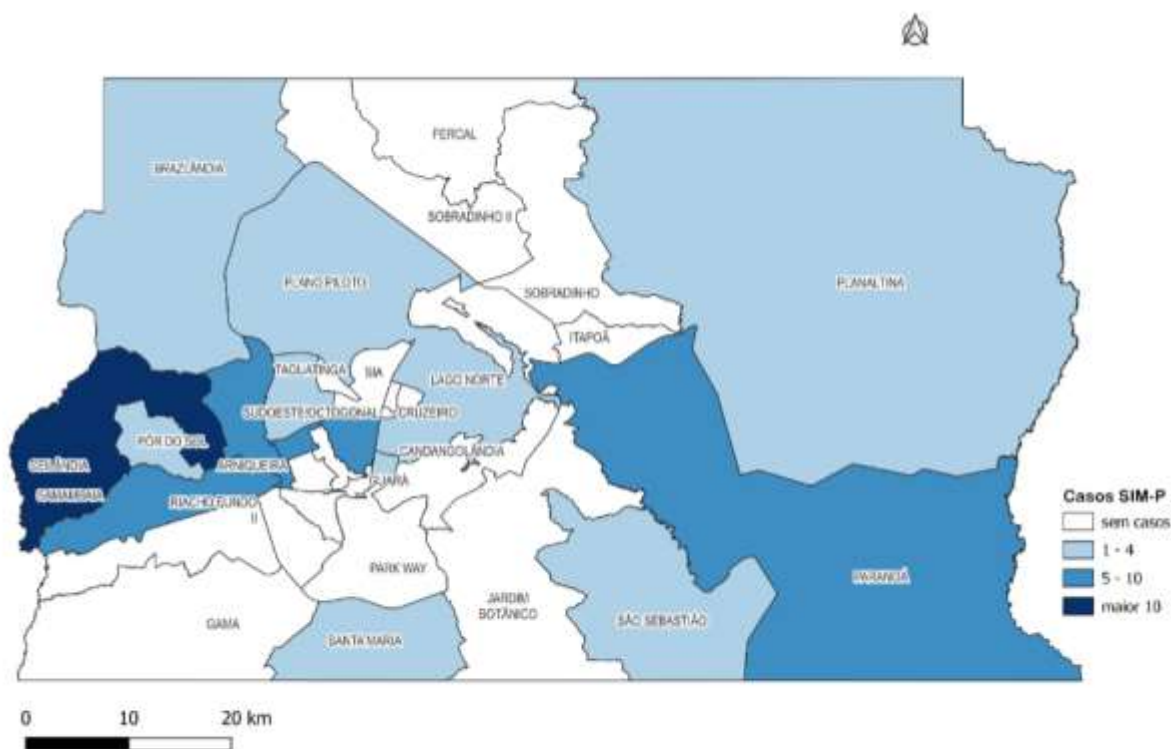 FERCAL
BRAZLÂNDIA
SOBRADINHO II
PLANO PILOTO
PLANALTINA
SOBRADINHO
ITAPOÃ
TAGUATINGA
SIA
LAGO NORTE
SUDOESTE/OCTOGONAL
CRUZEIRO
PÔR DO SOL
CANDANGOLÂNDIA
CEILÂNDIA
ARNIQUEIRA
GUARÁ
SAMAMBAIA
RIACHO FUNDO
II
PARK WAY
PARANOÁ
JARDIM
BOTÂNICO
GAMA
SÃO SEBASTIÃO
SANTA MARIA
Casos SIM-P
sem casos
1 - 4
5 - 10
maior 10
0 10 20 km